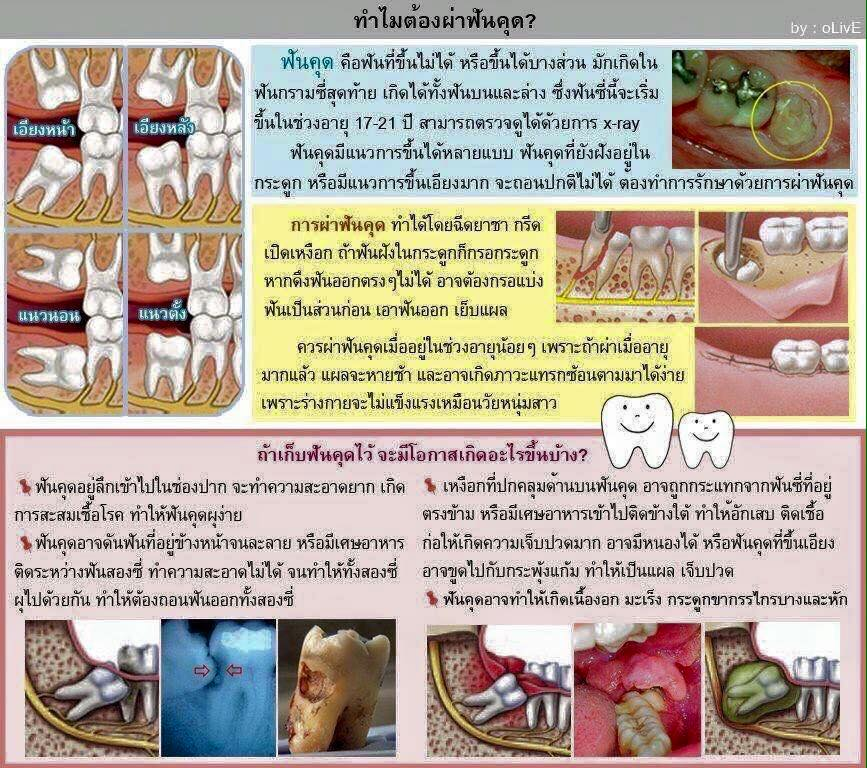 ทำไมต้องผ่าฟันคุด?
by : oLivE
เอียงหน้า
เอียงหลัง
แนวนอน
แนวตั้ง
ฟันคุด คือฟันที่ขึ้นไม่ได้ หรือขึ้นได้บางส่วน มักเกิดใน
ฟันกรามซี่สุดท้าย เกิดได้ทั้งฟันบนและล่าง ซึ่งฟันซี่นี้จะเริ่ม
ขึ้นในช่วงอายุ 17-21 ปี สามารถตรวจดูได้ด้วยการ x-ray
ฟันคุดมีแนวการขึ้นได้หลายแบบ ฟันคุดที่ยังฝังอยู่ใน
กระดูก หรือมีแนวการขึ้นเอียงมาก จะถอนปกติไม่ได้ ต้องทำการรักษาด้วยการผ่าฟันคุด
การผ่าฟันคุด ทำได้โดยฉีดยาชา กรีด
เปิดเหงือก ถ้าฟันฝังในกระดูกก็กรอกระดูก
หากดึงฟันออกตรงๆไม่ได้ อาจต้องกรอแบ่ง
ฟันเป็นส่วนก่อน เอาฟันออก เย็บแผล
ควรผ่าฟันคุดเมื่ออยู่ในช่วงอายุน้อยๆ เพราะถ้าผ่าเมื่ออายุ
มากแล้ว แผลจะหายช้า และอาจเกิดภาวะแทรกซ้อนตามมาได้ง่าย
เพราะร่างกายจะไม่แข็งแรงเหมือนวัยหนุ่มสาว
ถ้าเก็บฟันคุดไว้ จะมีโอกาสเกิดอะไรขึ้นบ้าง?
ฟันคุดอยู่ลึกเข้าไปในช่องปาก จะทำความสะอาดยาก เกิด
การสะสมเชื้อโรค ทำให้ฟันคุดผุง่าย
ฟันคุดอาจดันฟันที่อยู่ข้างหน้าจนละลาย หรือมีเศษอาหาร
ติดระหว่างฟันสองซี่ ทำความสะอาดไม่ได้ จนทำให้ทั้งสองซี่
ผุไปด้วยกัน ทำให้ต้องถอนฟันออกทั้งสองซี่
เหงือกที่ปกคลุมด้านบนฟันคุด อาจถูกกระแทกจากฟันซี่ที่อยู่
ตรงข้าม หรือมีเศษอาหารเข้าไปติดข้างใต้ ทำให้อักเสบ ติดเชื้อ
ก่อให้เกิดความเจ็บปวดมาก อาจมีหนองได้ หรือฟันคุดที่ขึ้นเอียง
อาจขูดไปกับกระพุ้งแก้ม ทำให้เป็นแผล เจ็บปวด
ฟันคุดอาจทำให้เกิดเนื้องอก มะเร็ง กระดูกขากรรไกรบางและหัก